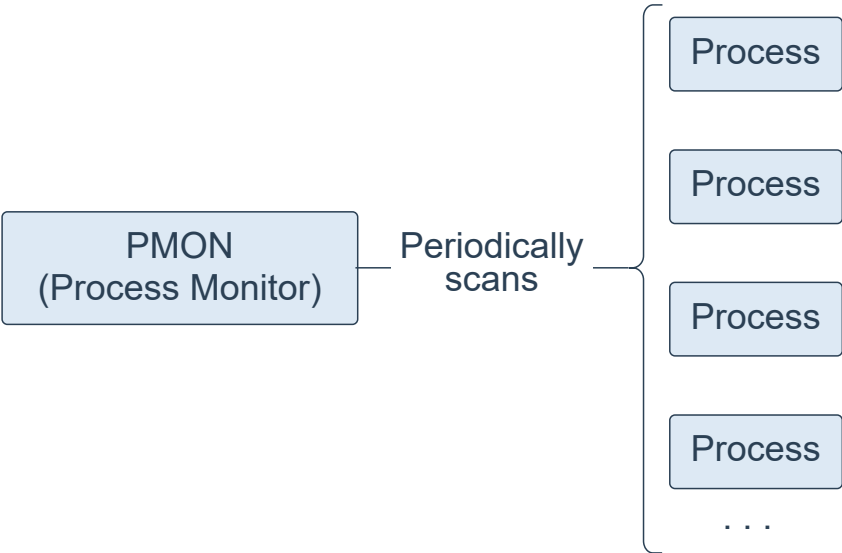 Process
Process
PMON
(Process Monitor)
Periodically
scans
Process
Process
. . .